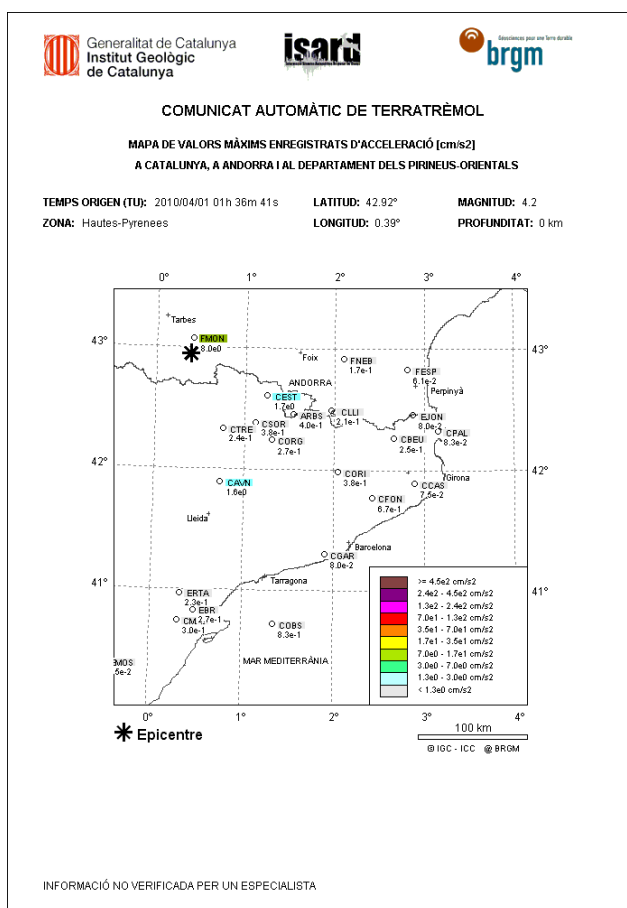 Generalitat de Catalunya
Institut Geològic
de Catalunya
isard
Geosciences pour une Terre durable
brgm
COMUNICAT AUTOMÀTIC DE TERRATRÈMOL
MAPA DE VALORS MÀXIMS ENREGISTRATS D'ACCELERACIÓ [cm/s2]
A CATALUNYA, A ANDORRA I AL DEPARTAMENT DELS PIRINEUS-ORIENTALS
TEMPS ORIGEN (TU): 2010/04/01 01h 36m 41s LATITUD: 42.92º MAGNITUD: 4.2
ZONA: Hautes-Pyrenees LONGITUD: 0.39º PROFUNDITAT: 0 km
0° 1° 2° 3° 4°
Tarbes
43° 43°
FMON
8.0e0
Foix
FNEB
1.7e-1
FESP
6.1e-2
Perpinyà
ANDORRA
CEST
1.7e0
ARBS
4.0e-1
CLLI
2.1e-1
EJON
8.0e-2
CTRE
2.4e-1
CSOR
3.8e-1
CORG
2.7e-1
CBEU
2.5e-1
CPAL
8.3e-2
42° 42°
CAVN
1.6e0
CORI
3.8e-1
Girona
CCAS
7.5e-2
CFON
6.7e-1
Lleida
Barcelona
CGAR
8.0e-2
Tarragona
41° 41°
ERTA
2.3e-1
EBR
2.7e-1
CM
3.0e-1
COBS
8.3e-1
MOS
5e-2
MAR MEDITERRÀNIA
>= 4.5e2 cm/s2
2.4e2 - 4.5e2 cm/s2
1.3e2 - 2.4e2 cm/s2
7.0e1 - 1.3e2 cm/s2
3.5e1 - 7.0e1 cm/s2
1.7e1 - 3.5e1 cm/s2
7.0e0 - 1.7e1 cm/s2
3.0e0 - 7.0e0 cm/s2
1.3e0 - 3.0e0 cm/s2
< 1.3e0 cm/s2
0° 1° 2° 3° 4°
Epicentre
100 km
@ IGC - ICC @ BRGM
INFORMACIÓ NO VERIFICADA PER UN ESPECIALISTA